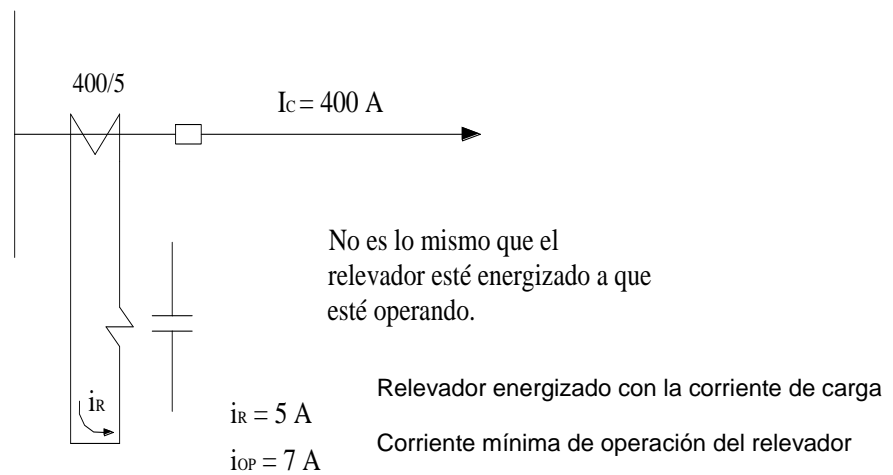 400/5
Ic = 400 A
No es lo mismo que el
relevador esté energizado a que
esté operando.
iR
iR = 5 A
Relevador energizado con la corriente de carga
iOP = 7 A
Corriente mínima de operación del relevador